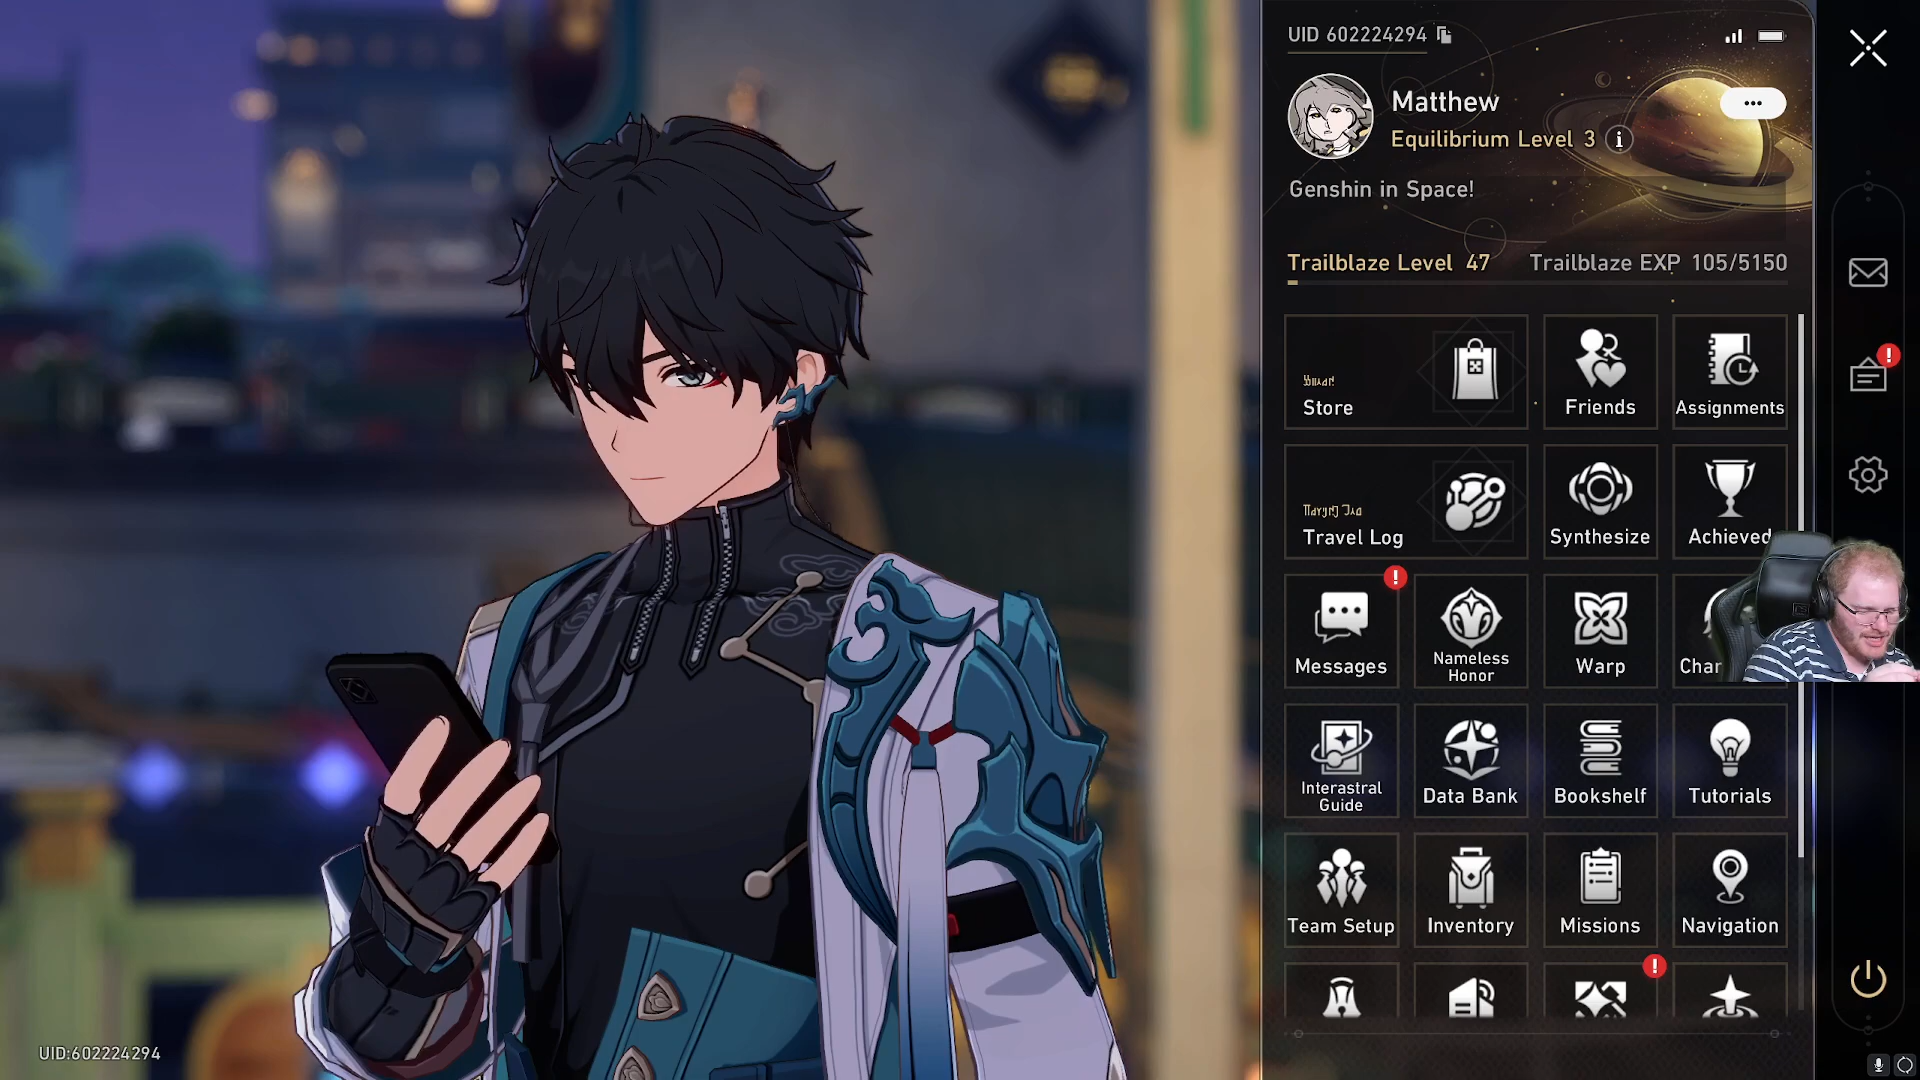 UID 602224294
Matthew
Equilibrium Level 3
Genshin in Space!
Trailblaze Level 47
Trailblaze EXP 105/5150
Store
Friends
Assignments
Travel Log
Synthesize
Achieved
Messages
Nameless
Honor
Warp
Char
Interastral
Guide
Data Bank
Bookshelf
Tutorials
Team Setup
Inventory
Missions
Navigation
UID:602224294